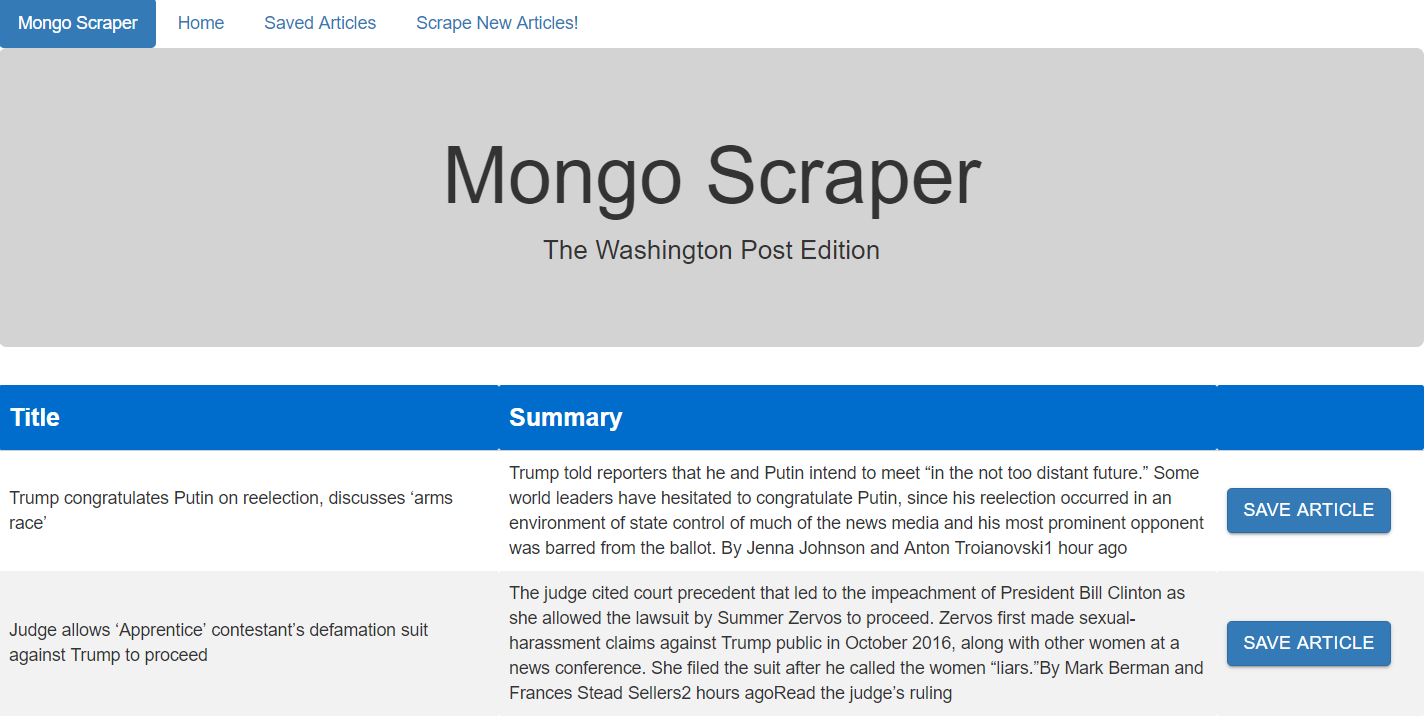 Mongo Scraper Home Saved Articles Scrape New Articles!
Mongo Scraper
The Washington Post Edition
Title Summary
Trump congratulates Putin on reelection, discusses ‘arms
race’
Trump told reporters that he and Putin intend to meet “in the not too distant future.” Some
world leaders have hesitated to congratulate Putin, since his reelection occurred in an
environment of state control of much of the news media and his most prominent opponent
was barred from the ballot. By Jenna Johnson and Anton Troianovski1 hour ago
SAVE ARTICLE
Judge allows ‘Apprentice’ contestant’s defamation suit
against Trump to proceed
The judge cited court precedent that led to the impeachment of President Bill Clinton as
she allowed the lawsuit by Summer Zervos to proceed. Zervos first made sexual-
harassment claims against Trump public in October 2016, along with other women at a
news conference. She filed the suit after he called the women “liars.”By Mark Berman and
Frances Stead Sellers2 hours agoRead the judge’s ruling
SAVE ARTICLE